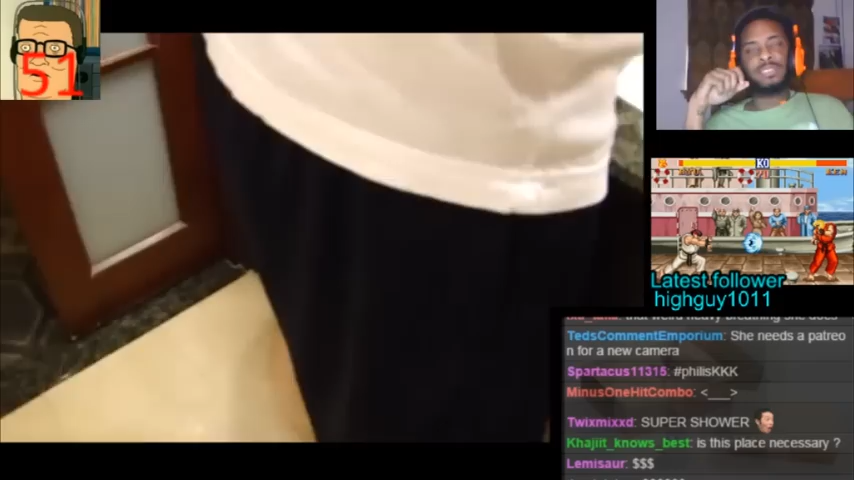 51
KO
KEN
Latest follower
highguy1011
that weird heavy breathing she does
TedsCommentEmporium: She needs a patreo
n for a new camera
Spartacus11315: #philisKKK
MinusOneHitCombo: <___>
Twixmixxd: SUPER SHOWER
Khajiit_knows_best: is this place necessary ?
Lemisaur: $$$